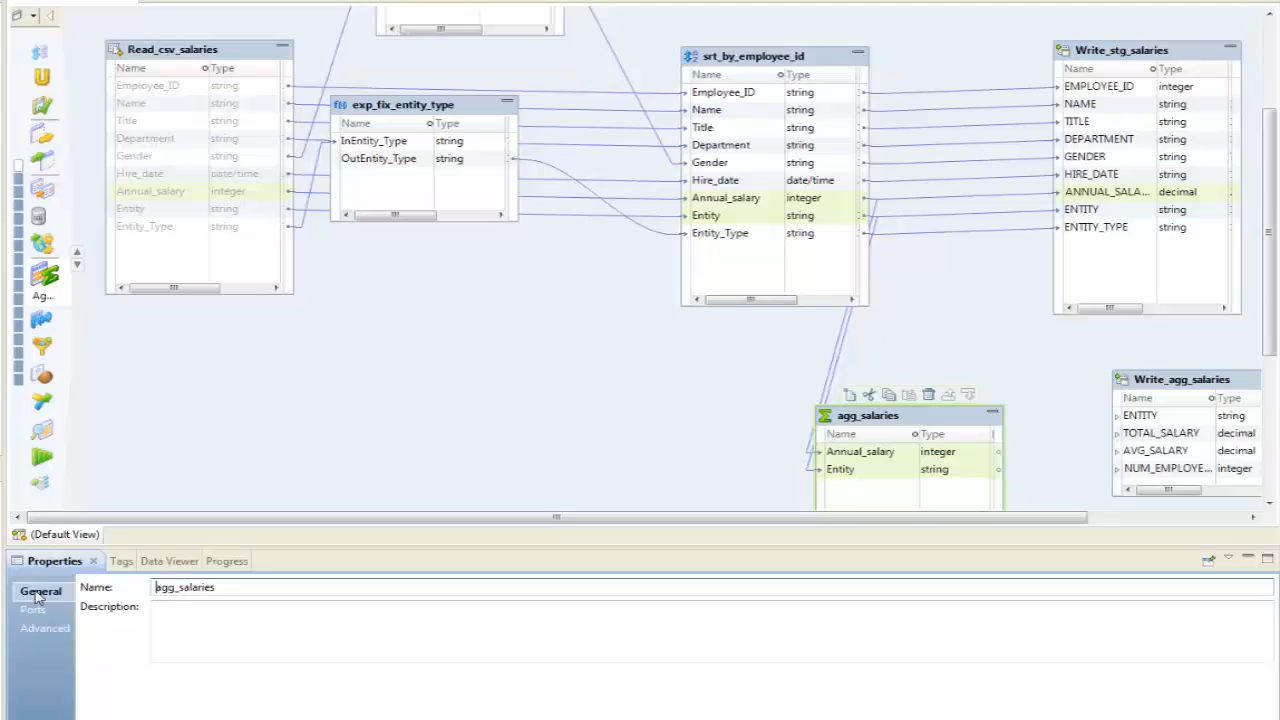 Read_csv_salaries
Name Type
Employee_ID string
Name string
Title string
Department string
Gender string
Hire_date date/time
Annual_salary integer
Entity string
Entity_Type string
exp_fix_entity_type
Name Type
InEntity_Type string
OutEntity_Type string
srt_by_employee_id
Name Type
Employee_ID string
Name string
Title string
Department string
Gender string
Hire_date date/time
Annual_salary integer
Entity string
Entity_Type string
Write_stg_salaries
Name Type
EMPLOYEE_ID integer
NAME string
TITLE string
DEPARTMENT string
GENDER string
HIRE_DATE string
ANNUAL_SALA... decimal
ENTITY string
ENTITY_TYPE string
Ag...
agg_salaries
Name Type
Annual_salary integer
Entity string
Write_agg_salaries
Name Type
ENTITY string
TOTAL_SALARY decimal
AVG_SALARY decimal
NUM_EMPLOYE... integer
(Default View)
Properties Tags Data Viewer Progress
General
Ports
Advanced
Name: agg_salaries
Description: